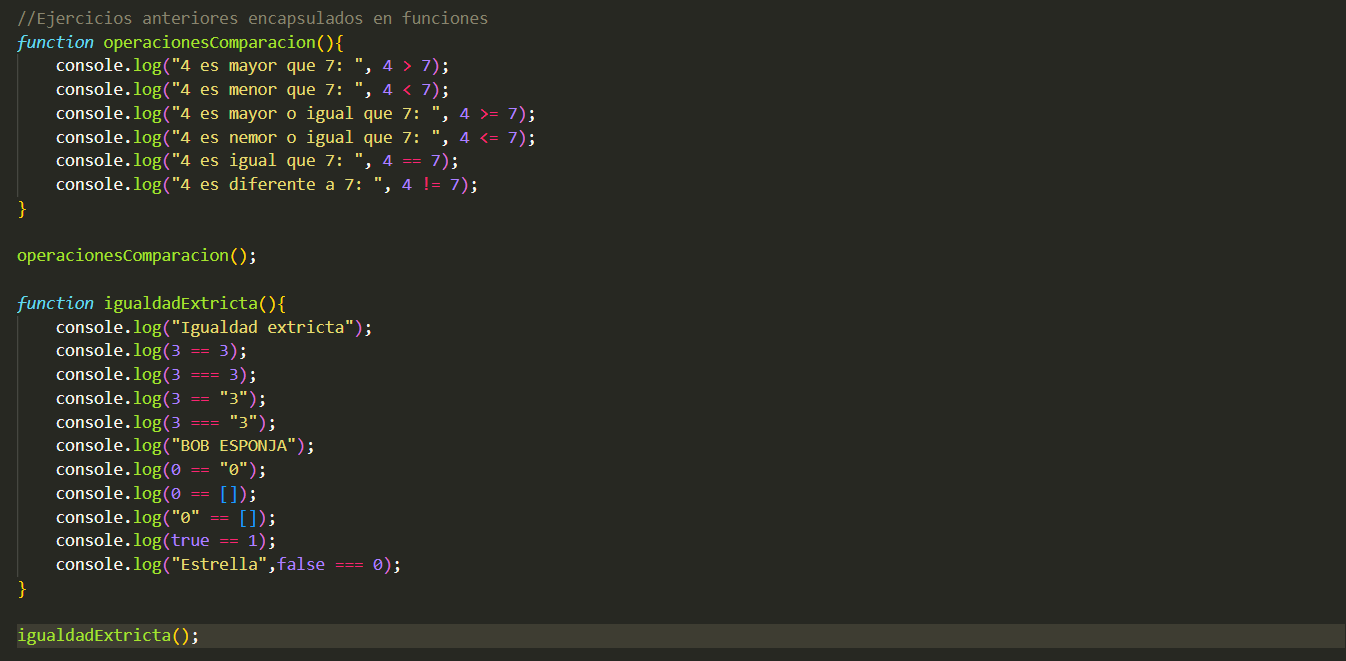 //Ejercicios anteriores encapsulados en funciones
function operacionesComparacion(){
    console.log("4 es mayor que 7: ", 4 > 7);
    console.log("4 es menor que 7: ", 4 < 7);
    console.log("4 es mayor o igual que 7: ", 4 >= 7);
    console.log("4 es nemor o igual que 7: ", 4 <= 7);
    console.log("4 es igual que 7: ", 4 == 7);
    console.log("4 es diferente a 7: ", 4 != 7);
}

operacionesComparacion();

function igualdadExtricta(){
    console.log("Igualdad extricta");
    console.log(3 == 3);
    console.log(3 === 3);
    console.log(3 == "3");
    console.log(3 === "3");
    console.log("BOB ESPONJA");
    console.log(0 == "0");
    console.log(0 == []);
    console.log("0" == []);
    console.log(true == 1);
    console.log("Estrella",false === 0);
}

igualdadExtricta();